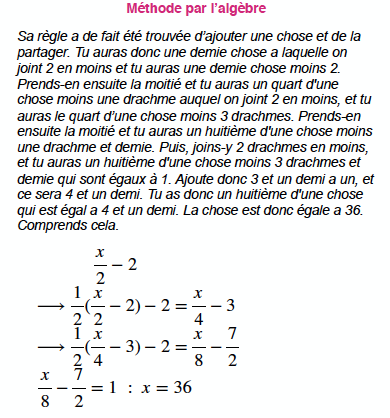 Méthode par l'algèbre
Sa règle a de fait été trouvée d'ajouter une chose et de la
partager. Tu auras donc une demie chose a laquelle on
joint 2 en moins et tu auras une demie chose moins 2.
Prends-en ensuite la moitié et tu auras un quart d'une
chose moins une drachme auquel on joint 2 en moins, et tu
auras le quart d'une chose moins 3 drachmes. Prends-en
ensuite la moitié et tu auras un huitième d'une chose moins
une drachme et demie. Puis, joins-y 2 drachmes en moins,
et tu auras un huitième d'une chose moins 3 drachmes et
demie qui sont égaux à 1. Ajoute donc 3 et un demi a un, et
ce sera 4 et un demi. Tu as donc un huitième d'une chose
qui est égal a 4 et un demi. La chose est donc égale a 36.
Comprends cela.
x/2 − 2
⟶ 1/2(x/2 − 2) − 2 = x/4 − 3
⟶ 1/2(x/4 − 3) − 2 = x/8 − 7/2
x/8 − 7/2 = 1 : x = 36